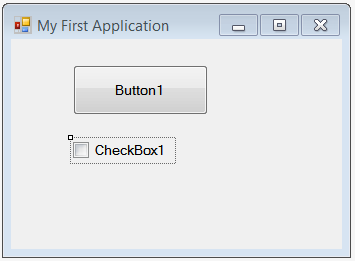 My First Application
Button1
CheckBox1